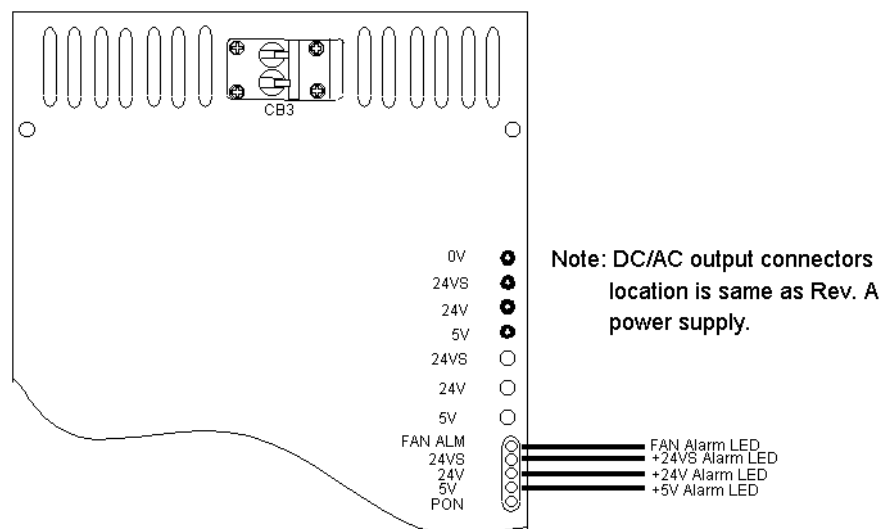 CB3
0V
24VS
24V
5V
24VS
24V
5V
Note: DC/AC output connectors
location is same as Rev. A
power supply.
FAN ALM
24VS
24V
5V
PON
FAN Alarm LED
+24VS Alarm LED
+24V Alarm LED
+5V Alarm LED